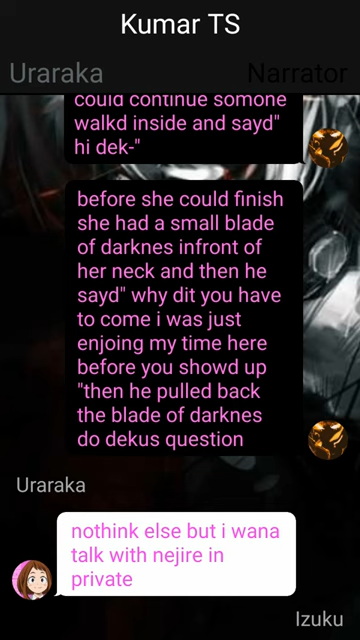 Kumar TS
Uraraka
Narrator
could continue somone
walkd inside and sayd"
hi dek-"
before she could finish
she had a small blade
of darknes infront of
her neck and then he
sayd" why dit you have
to come i was just
enjoing my time here
before you showd up
"then he pulled back
the blade of darknes
do dekus question
Uraraka
nothink else but i wana
talk with nejire in
private
Izuku